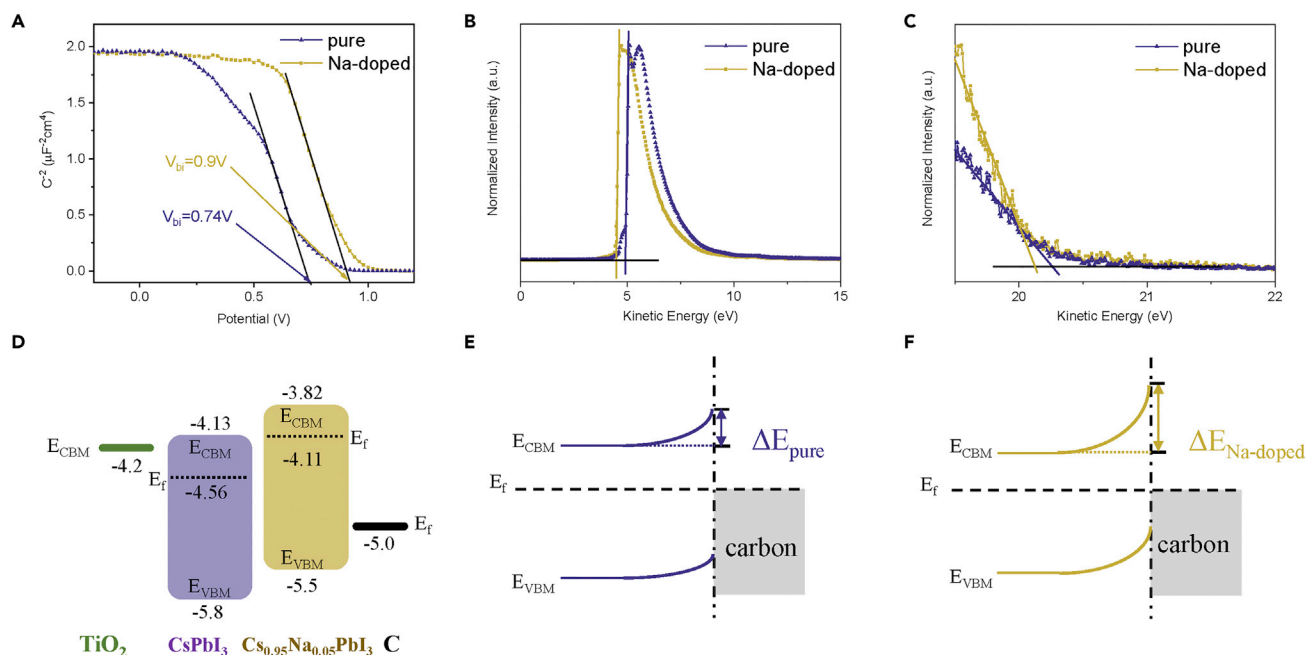 A
pure
Na-doped
V_bi=0.9V
V_bi=0.74V
2.0
1.5
1.0
0.5
0.0
C⁻² (μF⁻²cm⁴)
0.0 0.5 1.0
Potential (V)
B
pure
Na-doped
Normalized Intensity (a.u.)
0 5 10 15
Kinetic Energy (eV)
C
pure
Na-doped
Normalized Intensity (a.u.)
20 21 22
Kinetic Energy (eV)
D
-3.82
-4.13
E_CBM
E_CBM
E_CBM
E_f
-4.2
-4.11
E_f
-4.56
E_f
-5.0
E_VBM
-5.5
E_VBM
-5.8
TiO₂ CsPbI₃ Cs₀.₉₅Na₀.₀₅PbI₃ C
E
E_CBM
ΔE_pure
E_f
carbon
E_VBM
F
E_CBM
ΔE_Na-doped
E_f
carbon
E_VBM